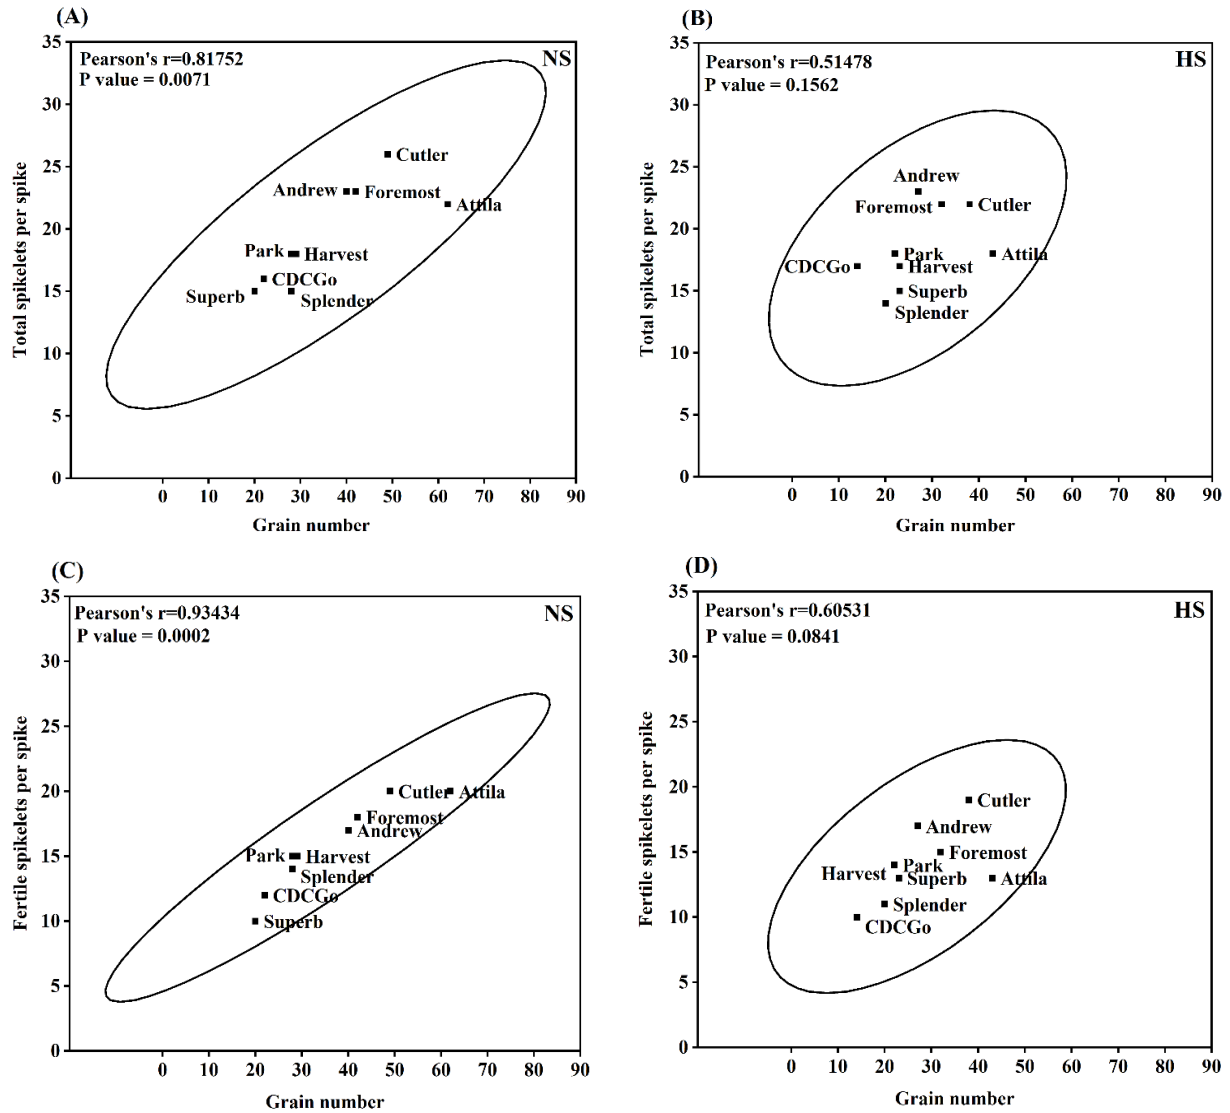 (A)
Pearson's r=0.81752
P value = 0.0071
NS
35
30
25
20
15
10
5
0
Total spikelets per spike
Cutler
Andrew
Foremost
Attila
Park
Harvest
CDCGo
Superb
Splender
0 10 20 30 40 50 60 70 80 90
Grain number
(B)
Pearson's r=0.51478
P value = 0.1562
HS
35
30
25
20
15
10
5
0
Total spikelets per spike
Andrew
Foremost
Cutler
CDCGo
Park
Attila
Harvest
Superb
Splender
0 10 20 30 40 50 60 70 80 90
Grain number
(C)
Pearson's r=0.93434
P value = 0.0002
NS
35
30
25
20
15
10
5
0
Fertile spikelets per spike
Cutler
Attila
Foremost
Andrew
Park
Harvest
Splender
CDCGo
Superb
0 10 20 30 40 50 60 70 80 90
Grain number
(D)
Pearson's r=0.60531
P value = 0.0841
HS
35
30
25
20
15
10
5
0
Fertile spikelets per spike
Cutler
Andrew
Foremost
Park
Harvest
Superb
Attila
Splender
CDCGo
0 10 20 30 40 50 60 70 80 90
Grain number